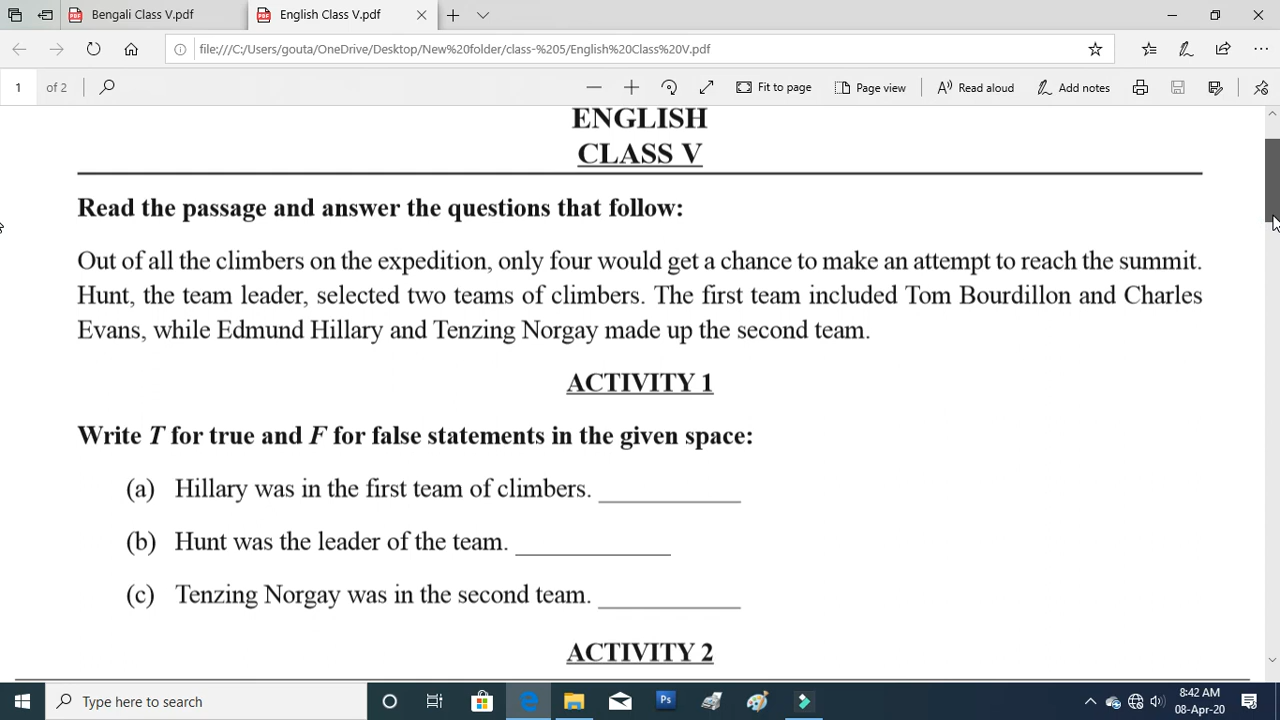 Bengali Class V.pdf
English Class V.pdf
file:///C:/Users/gouta/OneDrive/Desktop/New%20folder/class-%205/English%20Class%20V.pdf
1 of 2
Fit to page
Page view
Read aloud
Add notes
ENGLISH
CLASS V
Read the passage and answer the questions that follow:
Out of all the climbers on the expedition, only four would get a chance to make an attempt to reach the summit.
Hunt, the team leader, selected two teams of climbers. The first team included Tom Bourdillon and Charles
Evans, while Edmund Hillary and Tenzing Norgay made up the second team.
ACTIVITY 1
Write T for true and F for false statements in the given space:
(a) Hillary was in the first team of climbers. ___________
(b) Hunt was the leader of the team. ____________
(c) Tenzing Norgay was in the second team. ___________
ACTIVITY 2
Type here to search
Ps
8:42 AM
08-Apr-20